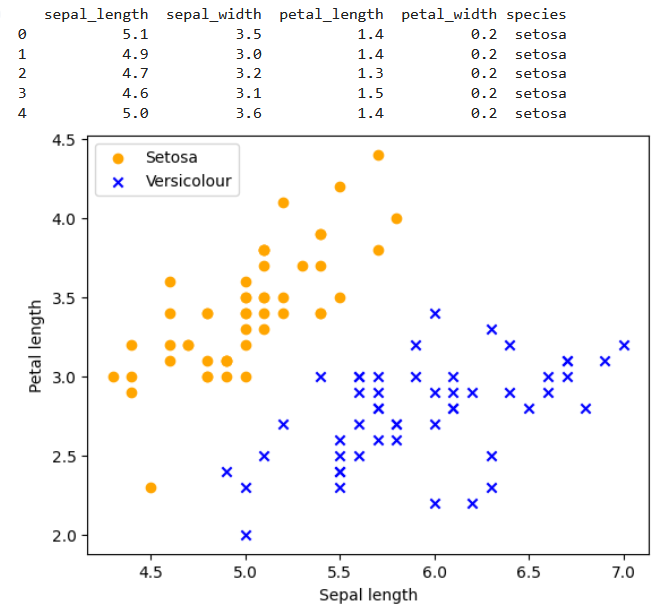 sepal_length sepal_width petal_length petal_width species
0 5.1 3.5 1.4 0.2 setosa
1 4.9 3.0 1.4 0.2 setosa
2 4.7 3.2 1.3 0.2 setosa
3 4.6 3.1 1.5 0.2 setosa
4 5.0 3.6 1.4 0.2 setosa
4.5
Setosa
Versicolour
4.0
3.5
Petal length
3.0
2.5
2.0
4.5 5.0 5.5 6.0 6.5 7.0
Sepal length